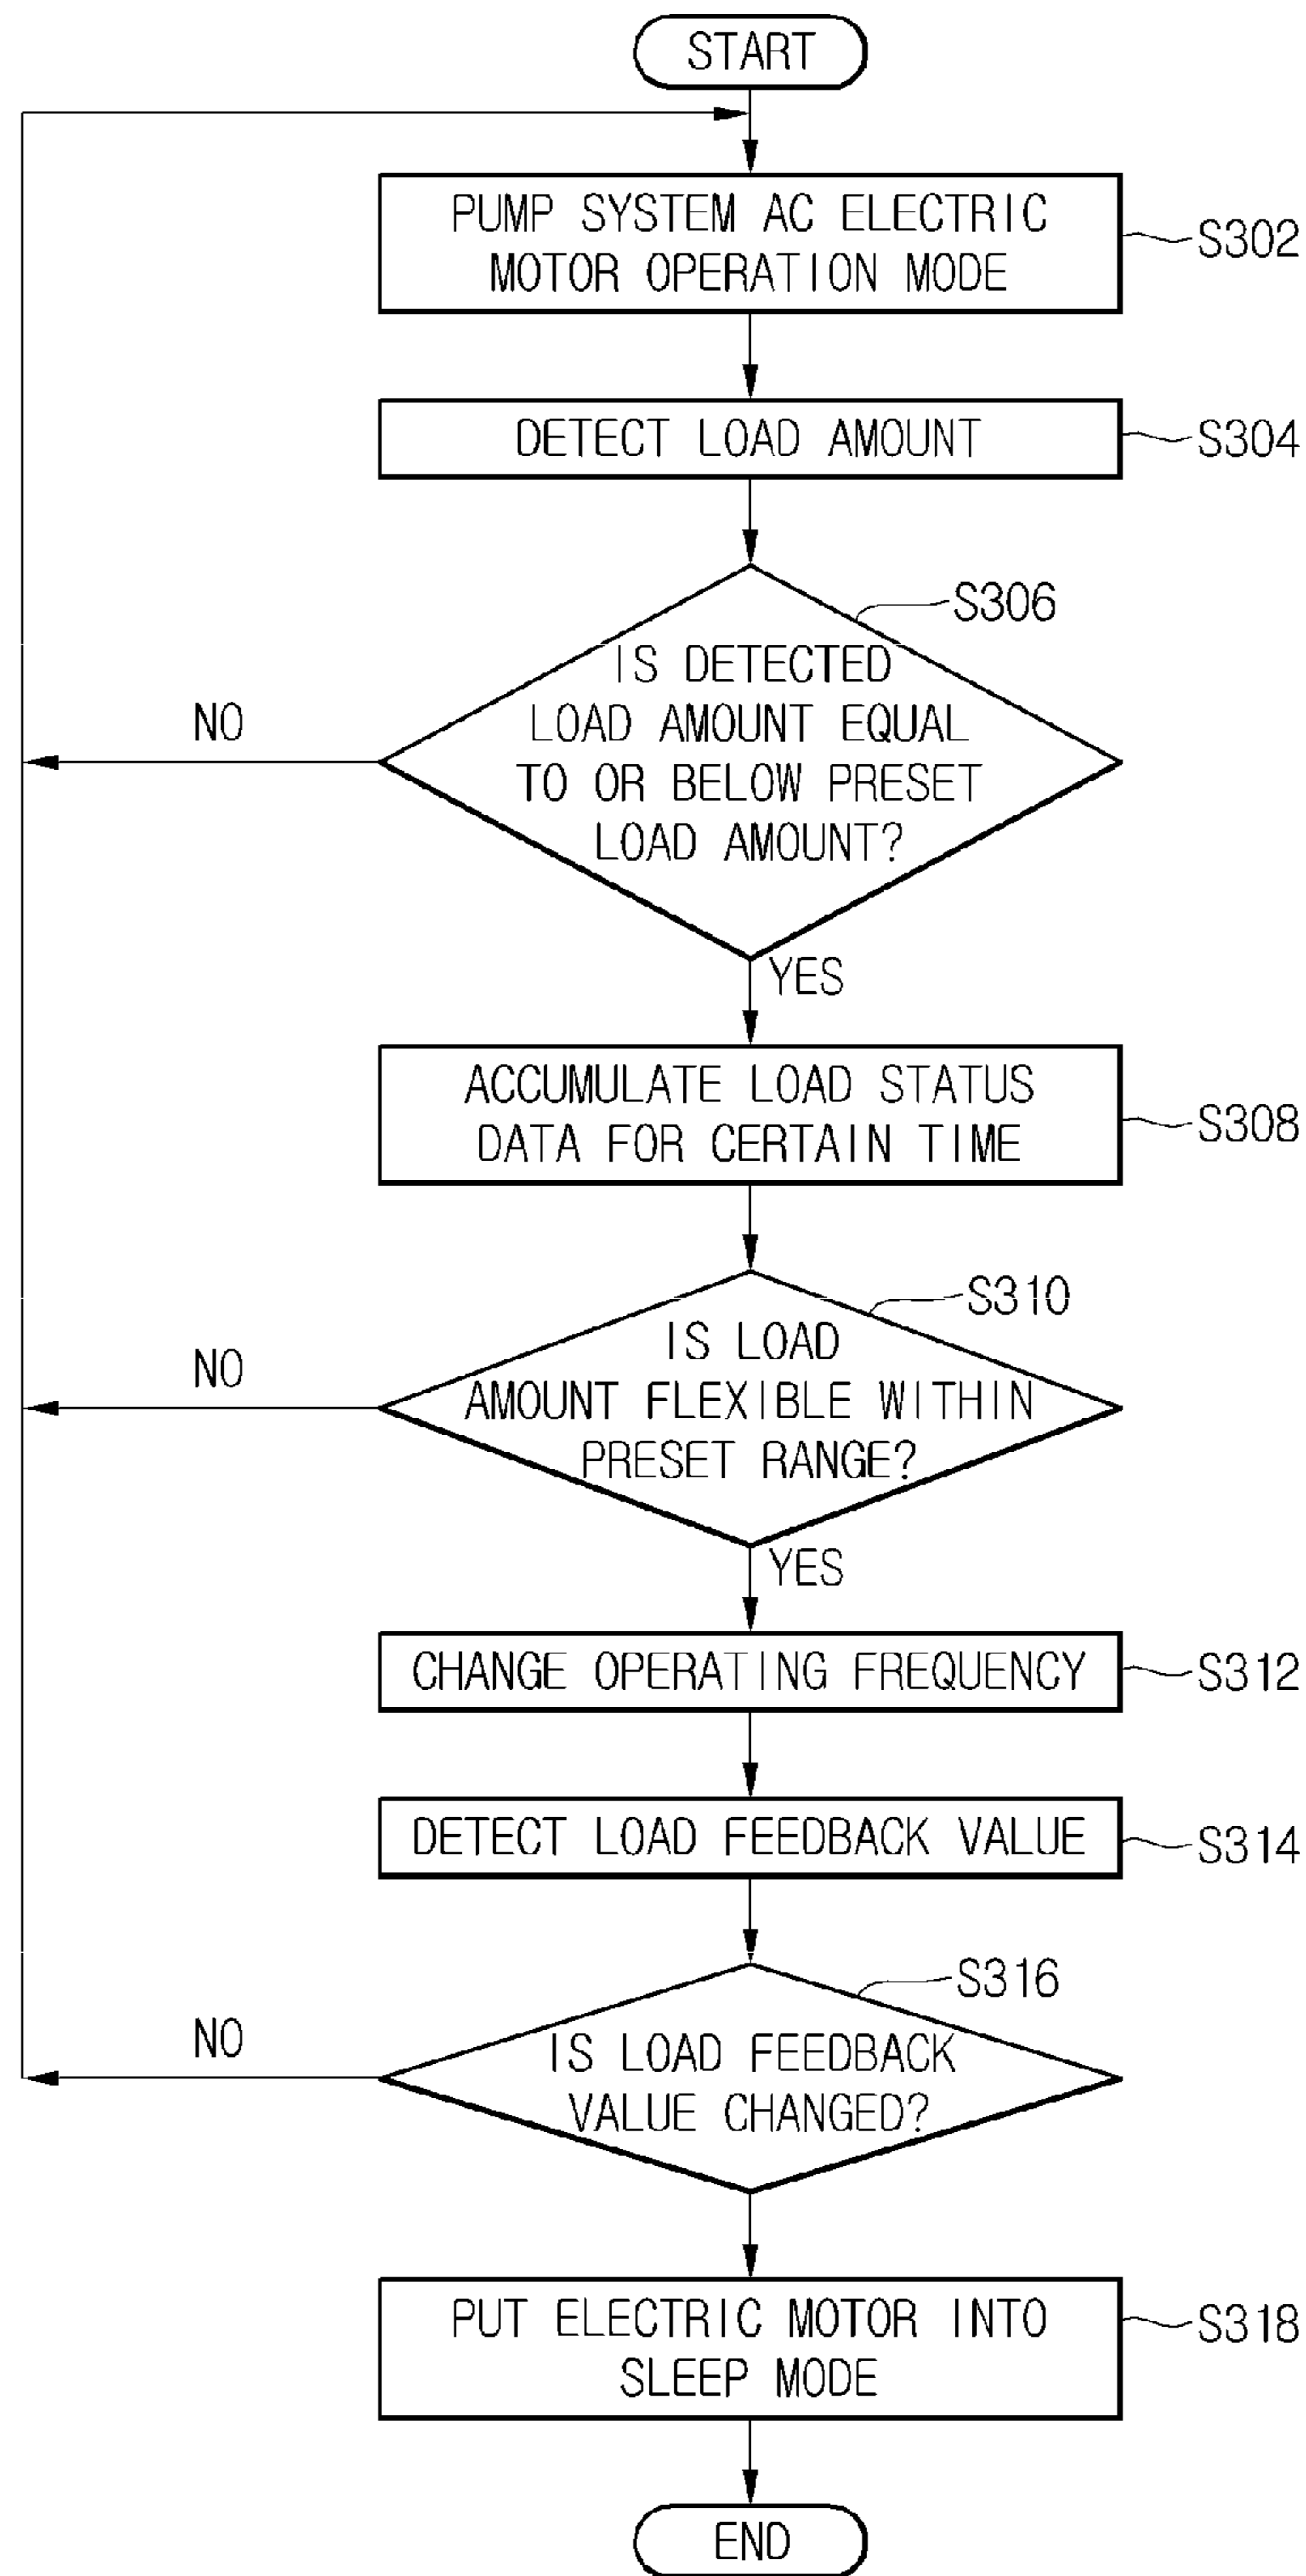 START
PUMP SYSTEM AC ELECTRIC
MOTOR OPERATION MODE
S302
DETECT LOAD AMOUNT
S304
S306
IS DETECTED
LOAD AMOUNT EQUAL
TO OR BELOW PRESET
LOAD AMOUNT?
NO
YES
ACCUMULATE LOAD STATUS
DATA FOR CERTAIN TIME
S308
S310
IS LOAD
AMOUNT FLEXIBLE WITHIN
PRESET RANGE?
NO
YES
CHANGE OPERATING FREQUENCY
S312
DETECT LOAD FEEDBACK VALUE
S314
S316
IS LOAD FEEDBACK
VALUE CHANGED?
NO
PUT ELECTRIC MOTOR INTO
SLEEP MODE
S318
END